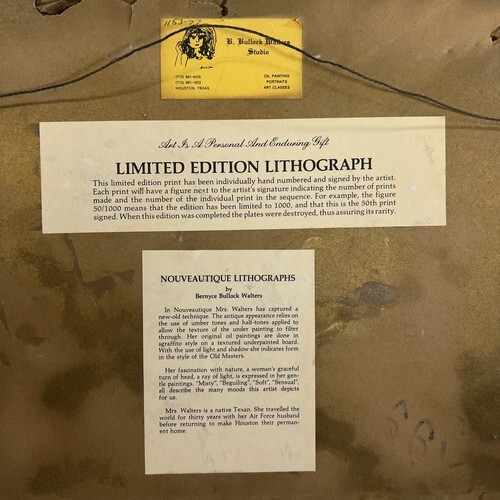 B. Bullock Walters
Studio
HOUSTON, TEXAS
OIL PAINTING
PORTRAITS
ART CLASSES
Art Is A Personal And Enduring Gift
LIMITED EDITION LITHOGRAPH
This limited edition print has been individually hand numbered and signed by the artist.
Each print will have a figure next to the artist's signature indicating the number of prints
made and the number of the individual print in the sequence. For example, the figure
50/1000 means that the edition has been limited to 1000, and that this is the 50th print
signed. When this edition was completed the plates were destroyed, thus assuring its rarity.
NOUVEAUTIQUE LITHOGRAPHS
by
Bernyce Bullock Walters
In Nouveautique Mrs. Walters has captured a
new-old technique. The antique appearance relies on
the use of umber tones and half-tones applied to
allow the texture of the under painting to filter
through. Her original oil paintings are done in
sgraffito style on a textured underpainted board.
With the use of light and shadow she indicates form
in the style of the Old Masters.
Her fascination with nature, a woman's graceful
turn of head, a ray of light, is expressed in her gen-
tle paintings. "Misty", "Beguiling", "Soft", "Sensual",
all describe the many moods this artist depicts
for us.
Mrs. Walters is a native Texan. She travelled the
world for thirty years with her Air Force husband
before returning to make Houston their perman-
ent home.